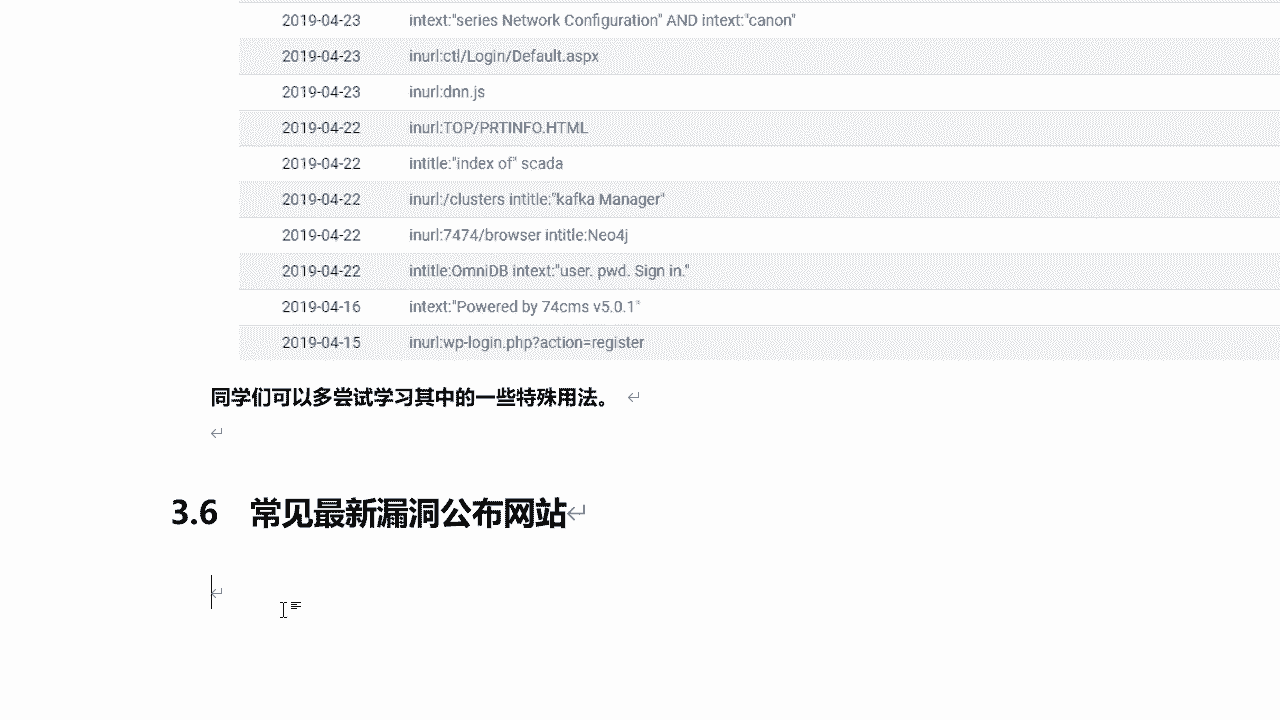 2019-04-23 intext:"series Network Configuration" AND intext:"canon"
2019-04-23 inurl:ctl/Login/Default.aspx
2019-04-23 inurl:dnn.js
2019-04-22 inurl:TOP/PRTINFO.HTML
2019-04-22 intitle:"index of" scada
2019-04-22 inurl:/clusters intitle:"kafka Manager"
2019-04-22 inurl:7474/browser intitle:Neo4j
2019-04-22 intitle:OmniDB intext:"user. pwd. Sign in."
2019-04-16 intext:"Powered by 74cms v5.0.1"
2019-04-15 inurl:wp-login.php?action=register
同学们可以多尝试学习其中的一些特殊用法。
3.6 常见最新漏洞公布网站